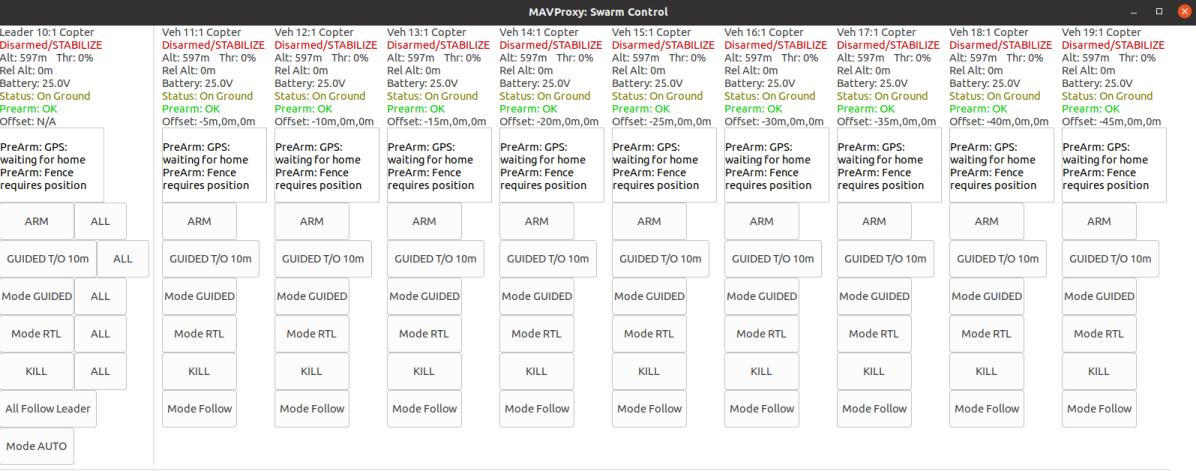 MAVProxy: Swarm Control
Leader 10:1 Copter
Disarmed/STABILIZE
Alt: 597m Thr: 0%
Rel Alt: 0m
Battery: 25.0V
Status: On Ground
Prearm: OK
Offset: N/A
PreArm: GPS:
waiting for home
PreArm: Fence
requires position
ARM ALL
GUIDED T/O 10m ALL
Mode GUIDED ALL
Mode RTL ALL
KILL ALL
All Follow Leader
Mode AUTO
Veh 11:1 Copter
Disarmed/STABILIZE
Alt: 597m Thr: 0%
Rel Alt: 0m
Battery: 25.0V
Status: On Ground
Prearm: OK
Offset: -5m,0m,0m
PreArm: GPS:
waiting for home
PreArm: Fence
requires position
ARM
GUIDED T/O 10m
Mode GUIDED
Mode RTL
KILL
Mode Follow
Veh 12:1 Copter
Disarmed/STABILIZE
Alt: 597m Thr: 0%
Rel Alt: 0m
Battery: 25.0V
Status: On Ground
Prearm: OK
Offset: -10m,0m,0m
PreArm: GPS:
waiting for home
PreArm: Fence
requires position
ARM
GUIDED T/O 10m
Mode GUIDED
Mode RTL
KILL
Mode Follow
Veh 13:1 Copter
Disarmed/STABILIZE
Alt: 597m Thr: 0%
Rel Alt: 0m
Battery: 25.0V
Status: On Ground
Prearm: OK
Offset: -15m,0m,0m
PreArm: GPS:
waiting for home
PreArm: Fence
requires position
ARM
GUIDED T/O 10m
Mode GUIDED
Mode RTL
KILL
Mode Follow
Veh 14:1 Copter
Disarmed/STABILIZE
Alt: 597m Thr: 0%
Rel Alt: 0m
Battery: 25.0V
Status: On Ground
Prearm: OK
Offset: -20m,0m,0m
PreArm: GPS:
waiting for home
PreArm: Fence
requires position
ARM
GUIDED T/O 10m
Mode GUIDED
Mode RTL
KILL
Mode Follow
Veh 15:1 Copter
Disarmed/STABILIZE
Alt: 597m Thr: 0%
Rel Alt: 0m
Battery: 25.0V
Status: On Ground
Prearm: OK
Offset: -25m,0m,0m
PreArm: GPS:
waiting for home
PreArm: Fence
requires position
ARM
GUIDED T/O 10m
Mode GUIDED
Mode RTL
KILL
Mode Follow
Veh 16:1 Copter
Disarmed/STABILIZE
Alt: 597m Thr: 0%
Rel Alt: 0m
Battery: 25.0V
Status: On Ground
Prearm: OK
Offset: -30m,0m,0m
PreArm: GPS:
waiting for home
PreArm: Fence
requires position
ARM
GUIDED T/O 10m
Mode GUIDED
Mode RTL
KILL
Mode Follow
Veh 17:1 Copter
Disarmed/STABILIZE
Alt: 597m Thr: 0%
Rel Alt: 0m
Battery: 25.0V
Status: On Ground
Prearm: OK
Offset: -35m,0m,0m
PreArm: GPS:
waiting for home
PreArm: Fence
requires position
ARM
GUIDED T/O 10m
Mode GUIDED
Mode RTL
KILL
Mode Follow
Veh 18:1 Copter
Disarmed/STABILIZE
Alt: 597m Thr: 0%
Rel Alt: 0m
Battery: 25.0V
Status: On Ground
Prearm: OK
Offset: -40m,0m,0m
PreArm: GPS:
waiting for home
PreArm: Fence
requires position
ARM
GUIDED T/O 10m
Mode GUIDED
Mode RTL
KILL
Mode Follow
Veh 19:1 Copter
Disarmed/STABILIZE
Alt: 597m Thr: 0%
Rel Alt: 0m
Battery: 25.0V
Status: On Ground
Prearm: OK
Offset: -45m,0m,0m
PreArm: GPS:
waiting for home
PreArm: Fence
requires position
ARM
GUIDED T/O 10m
Mode GUIDED
Mode RTL
KILL
Mode Follow